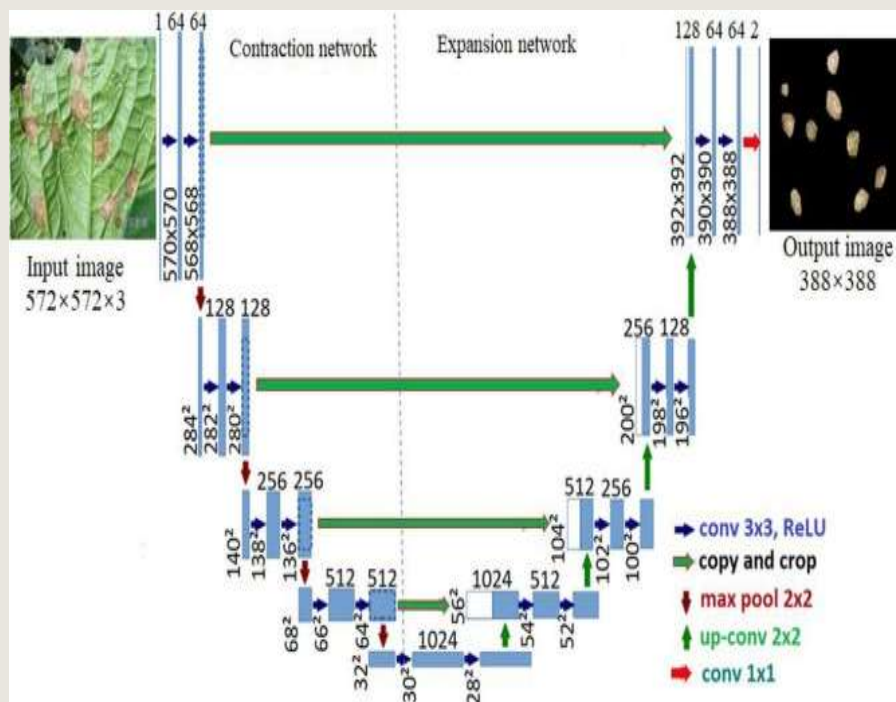 1 64 64
Contraction network
Expansion network
128 64 64 2
570x570
568x568
392x392
390x390
388x388
Input image
572×572×3
Output image
388×388
128 128
256 128
284²
282²
280²
200²
198²
196²
256 256
512 256
140²
138²
136²
104²
102²
100²
512 512
1024 512
68²
66²
64²
56²
54²
52²
1024
32²
30²
28²
conv 3x3, ReLU
copy and crop
max pool 2x2
up-conv 2x2
conv 1x1